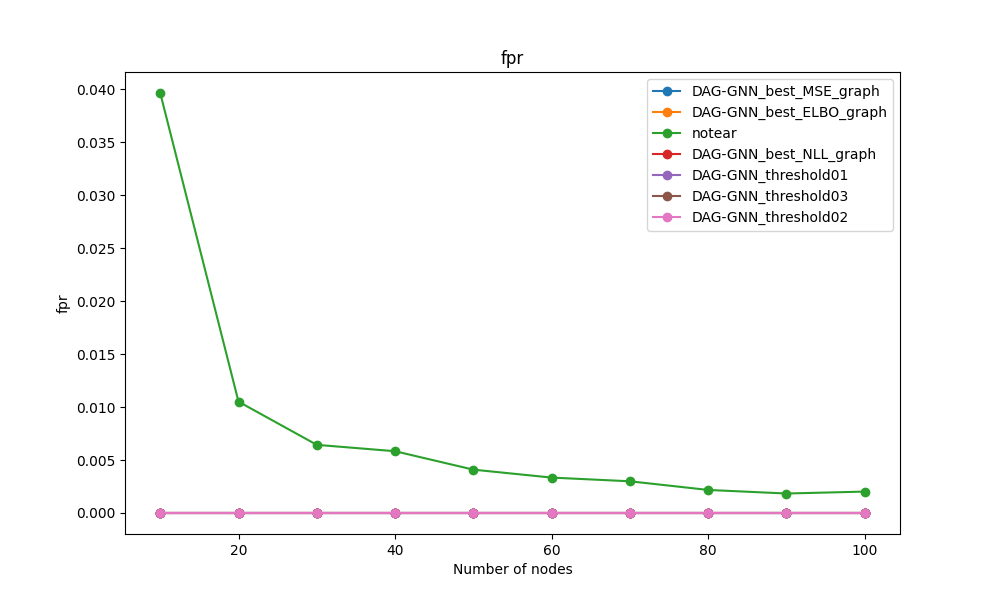 fpr
DAG-GNN_best_MSE_graph
DAG-GNN_best_ELBO_graph
notear
DAG-GNN_best_NLL_graph
DAG-GNN_threshold01
DAG-GNN_threshold03
DAG-GNN_threshold02
fpr
0.040
0.035
0.030
0.025
0.020
0.015
0.010
0.005
0.000
20 40 60 80 100
Number of nodes